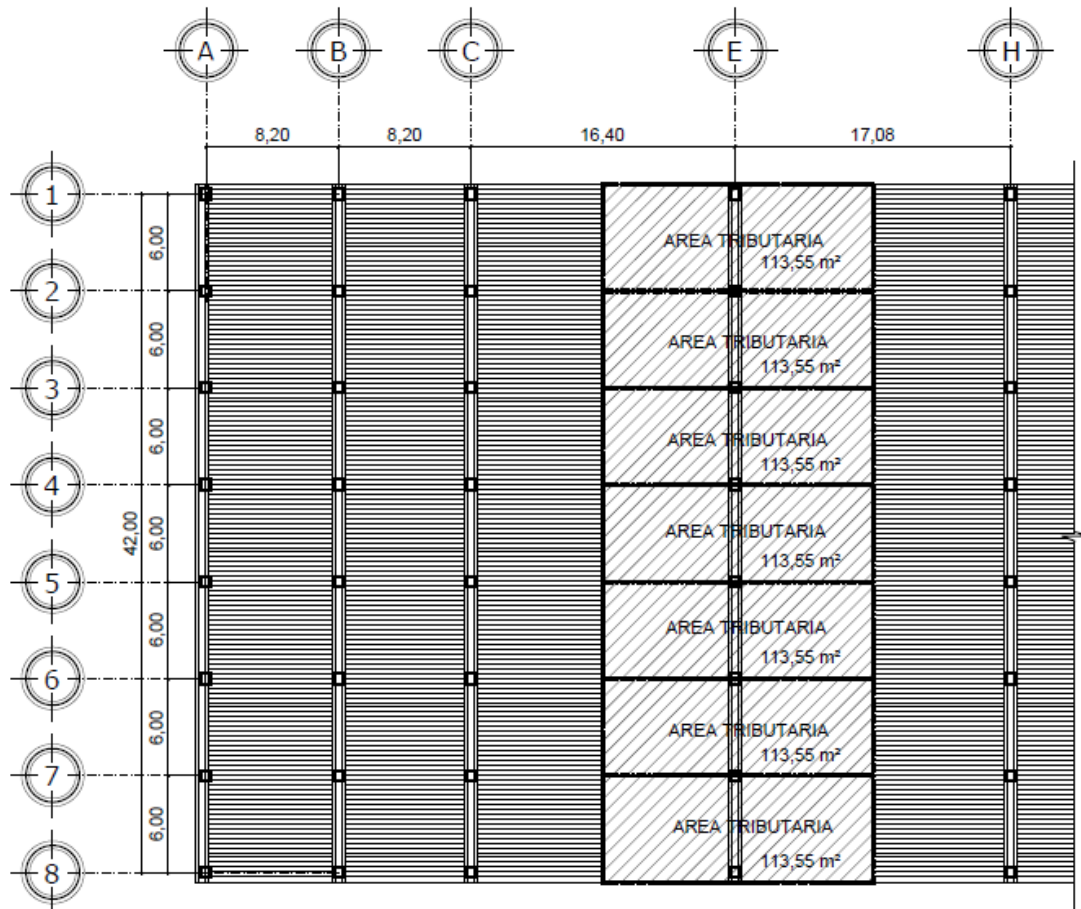 A B C E H
8,20 8,20 16,40 17,08
1
6,00
AREA TRIBUTARIA
113,55 m²
2
6,00
AREA TRIBUTARIA
113,55 m²
3
6,00
AREA TRIBUTARIA
113,55 m²
4
42,00
6,00
AREA TRIBUTARIA
113,55 m²
5
6,00
AREA TRIBUTARIA
113,55 m²
6
6,00
AREA TRIBUTARIA
113,55 m²
7
6,00
AREA TRIBUTARIA
113,55 m²
8